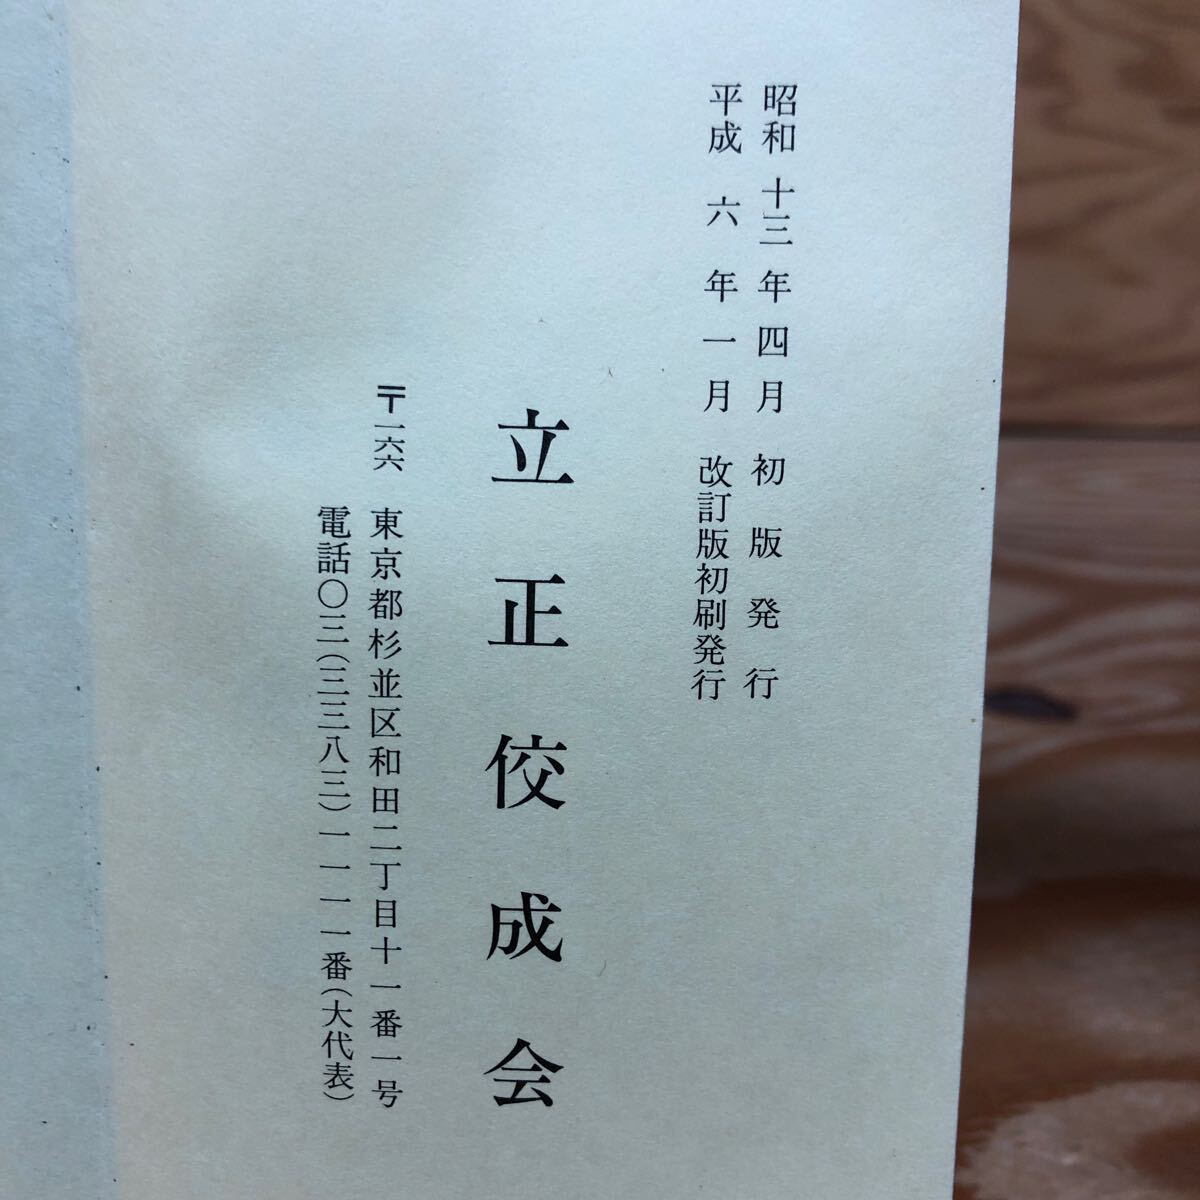 昭和十三年四月 初版発行
平成六年一月 改訂版初刷発行
立正佼成会
〒一六六 東京都杉並区和田二丁目十一番一号
電話〇三(三三八三)一一一一番(大代表)